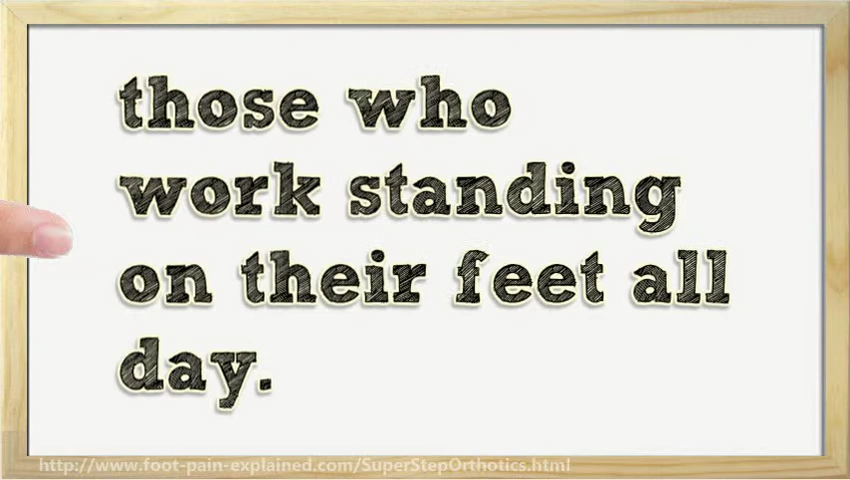 those who
work standing
on their feet all
day.
http://www.foot-pain-explained.com/SuperStepOrthotics.html